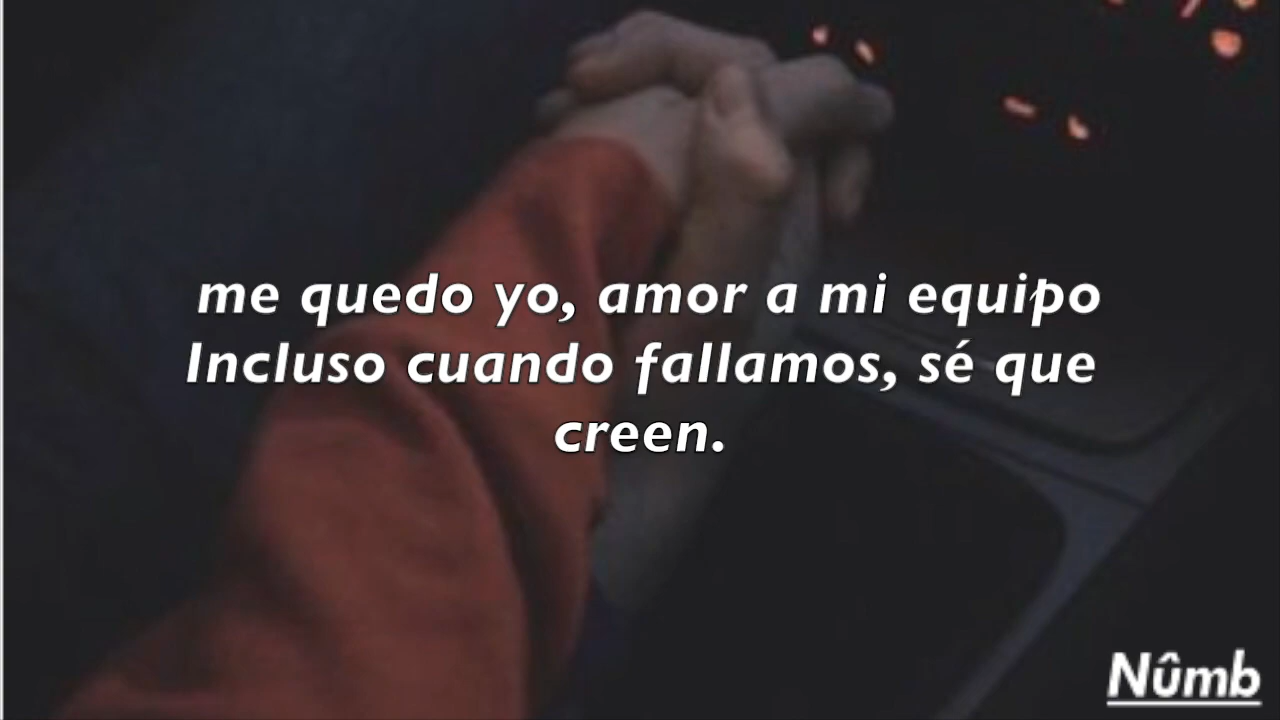 me quedo yo, amor a mi equipo
Incluso cuando fallamos, sé que
creen.
Nûmb